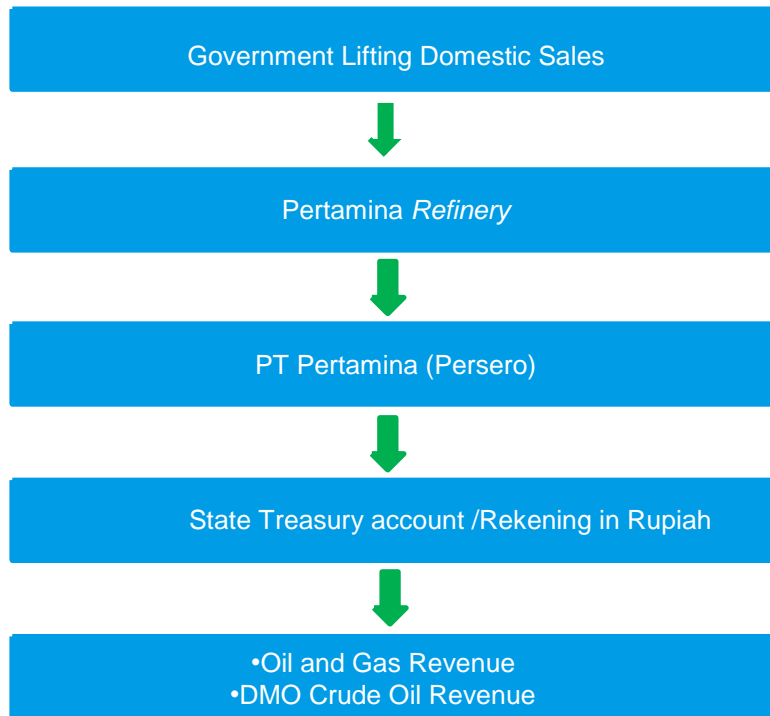 Government Lifting Domestic Sales
Pertamina Refinery
PT Pertamina (Persero)
State Treasury account /Rekening in Rupiah
•Oil and Gas Revenue
•DMO Crude Oil Revenue